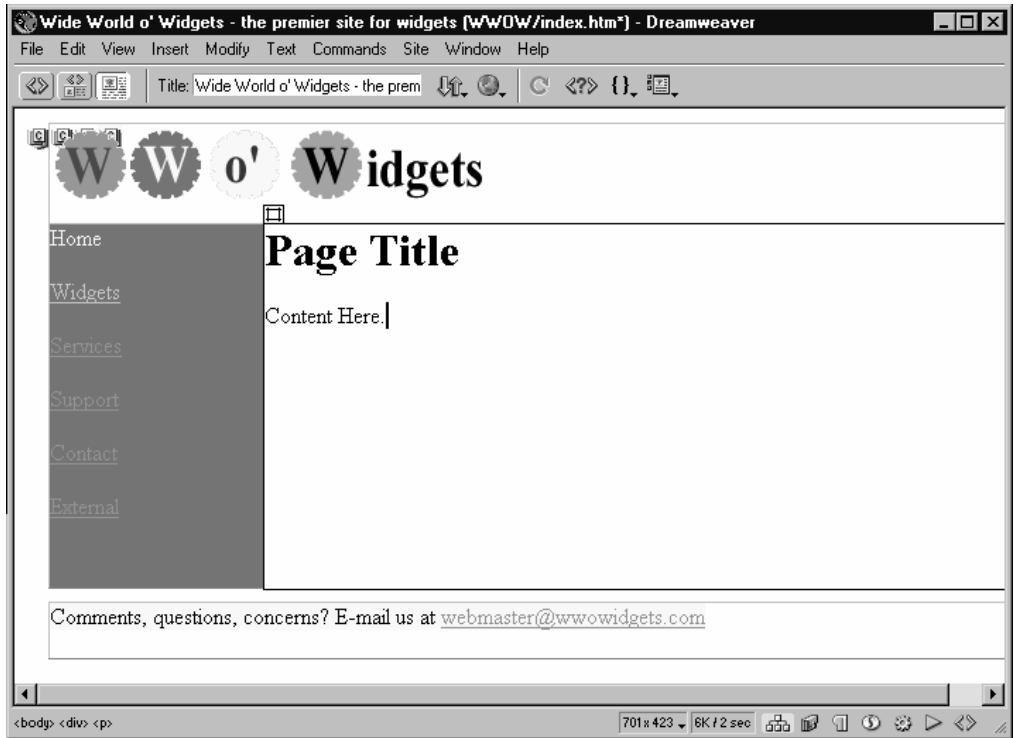 Wide World o' Widgets - the premier site for widgets (WWOW/index.htm*) - Dreamweaver
File Edit View Insert Modify Text Commands Site Window Help
Title: Wide World o' Widgets - the prem
W W o' Widgets
Home
Page Title
Widgets
Content Here.
Services
Support
Contact
External
Comments, questions, concerns? E-mail us at webmaster@wwowidgets.com
<body> <div> <p> 701 x 423 6K / 2 sec